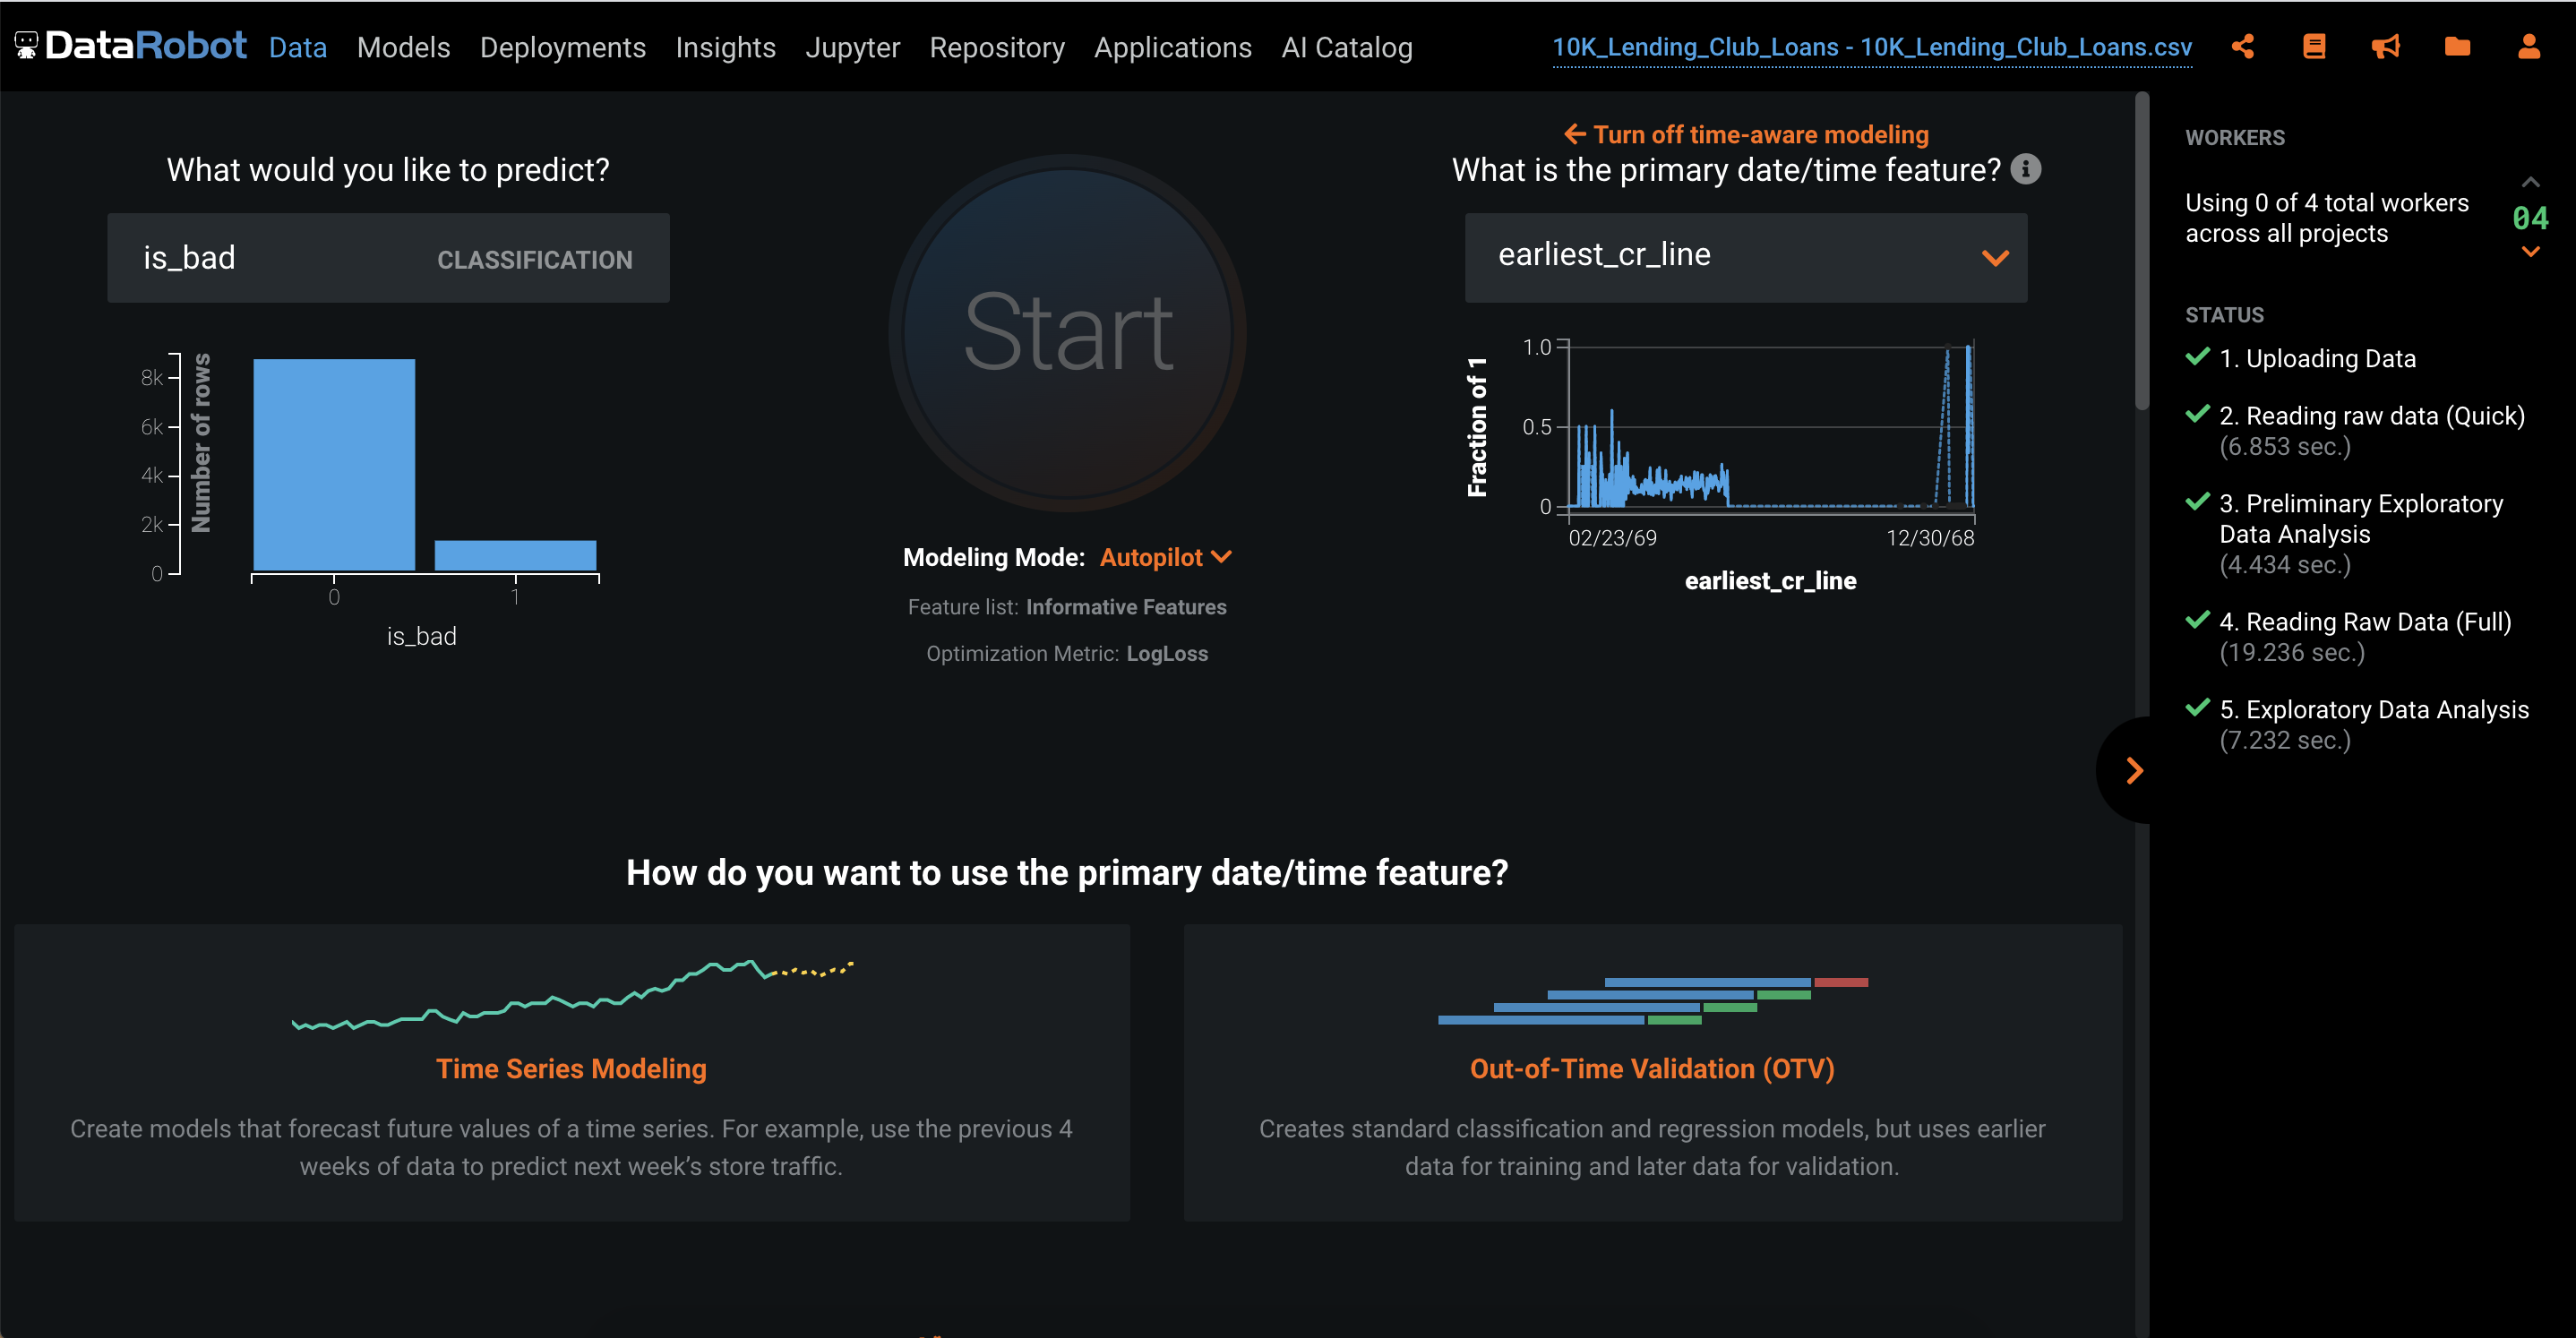 DataRobot Data Models Deployments Insights Jupyter Repository Applications AI Catalog 10K_Lending_Club_Loans - 10K_Lending_Club_Loans.csv
What would you like to predict?
is_bad CLASSIFICATION
Number of rows
8k
6k
4k
2k
0
0 1
is_bad
Start
Modeling Mode: Autopilot
Feature list: Informative Features
Optimization Metric: LogLoss
Turn off time-aware modeling
What is the primary date/time feature?
earliest_cr_line
Fraction of 1
1.0
0.5
0
02/23/69 12/30/68
earliest_cr_line
How do you want to use the primary date/time feature?
Time Series Modeling
Create models that forecast future values of a time series. For example, use the previous 4
weeks of data to predict next week’s store traffic.
Out-of-Time Validation (OTV)
Creates standard classification and regression models, but uses earlier
data for training and later data for validation.
WORKERS
Using 0 of 4 total workers
across all projects
04
STATUS
1. Uploading Data
2. Reading raw data (Quick)
(6.853 sec.)
3. Preliminary Exploratory
Data Analysis
(4.434 sec.)
4. Reading Raw Data (Full)
(19.236 sec.)
5. Exploratory Data Analysis
(7.232 sec.)